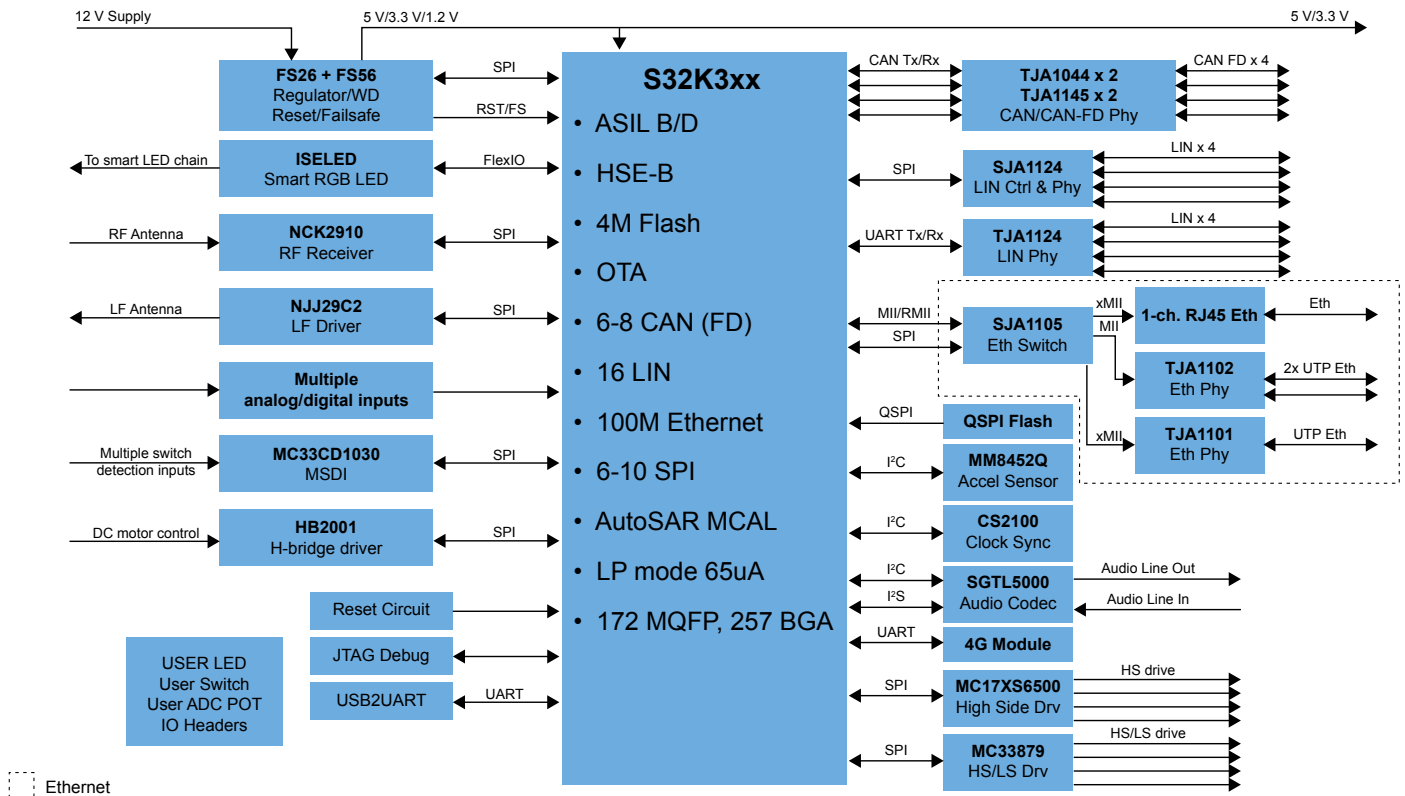 12 V Supply
5 V/3.3 V/1.2 V
5 V/3.3 V
FS26 + FS56
Regulator/WD
Reset/Failsafe
SPI
RST/FS
To smart LED chain
ISELED
Smart RGB LED
FlexIO
RF Antenna
NCK2910
RF Receiver
SPI
LF Antenna
NJJ29C2
LF Driver
SPI
Multiple
analog/digital inputs
Multiple switch
detection inputs
MC33CD1030
MSDI
SPI
DC motor control
HB2001
H-bridge driver
SPI
Reset Circuit
JTAG Debug
USB2UART
UART
USER LED
User Switch
User ADC POT
IO Headers
Ethernet
S32K3xx
• ASIL B/D
• HSE-B
• 4M Flash
• OTA
• 6-8 CAN (FD)
• 16 LIN
• 100M Ethernet
• 6-10 SPI
• AutoSAR MCAL
• LP mode 65uA
• 172 MQFP, 257 BGA
CAN Tx/Rx
TJA1044 x 2
TJA1145 x 2
CAN/CAN-FD Phy
CAN FD x 4
SPI
SJA1124
LIN Ctrl & Phy
LIN x 4
UART Tx/Rx
TJA1124
LIN Phy
LIN x 4
MII/RMII
SPI
SJA1105
Eth Switch
xMII
MII
xMII
1-ch. RJ45 Eth
Eth
TJA1102
Eth Phy
2x UTP Eth
TJA1101
Eth Phy
UTP Eth
QSPI
QSPI Flash
I²C
MM8452Q
Accel Sensor
I²C
CS2100
Clock Sync
I²C
I²S
SGTL5000
Audio Codec
Audio Line Out
Audio Line In
UART
4G Module
SPI
MC17XS6500
High Side Drv
HS drive
SPI
MC33879
HS/LS Drv
HS/LS drive